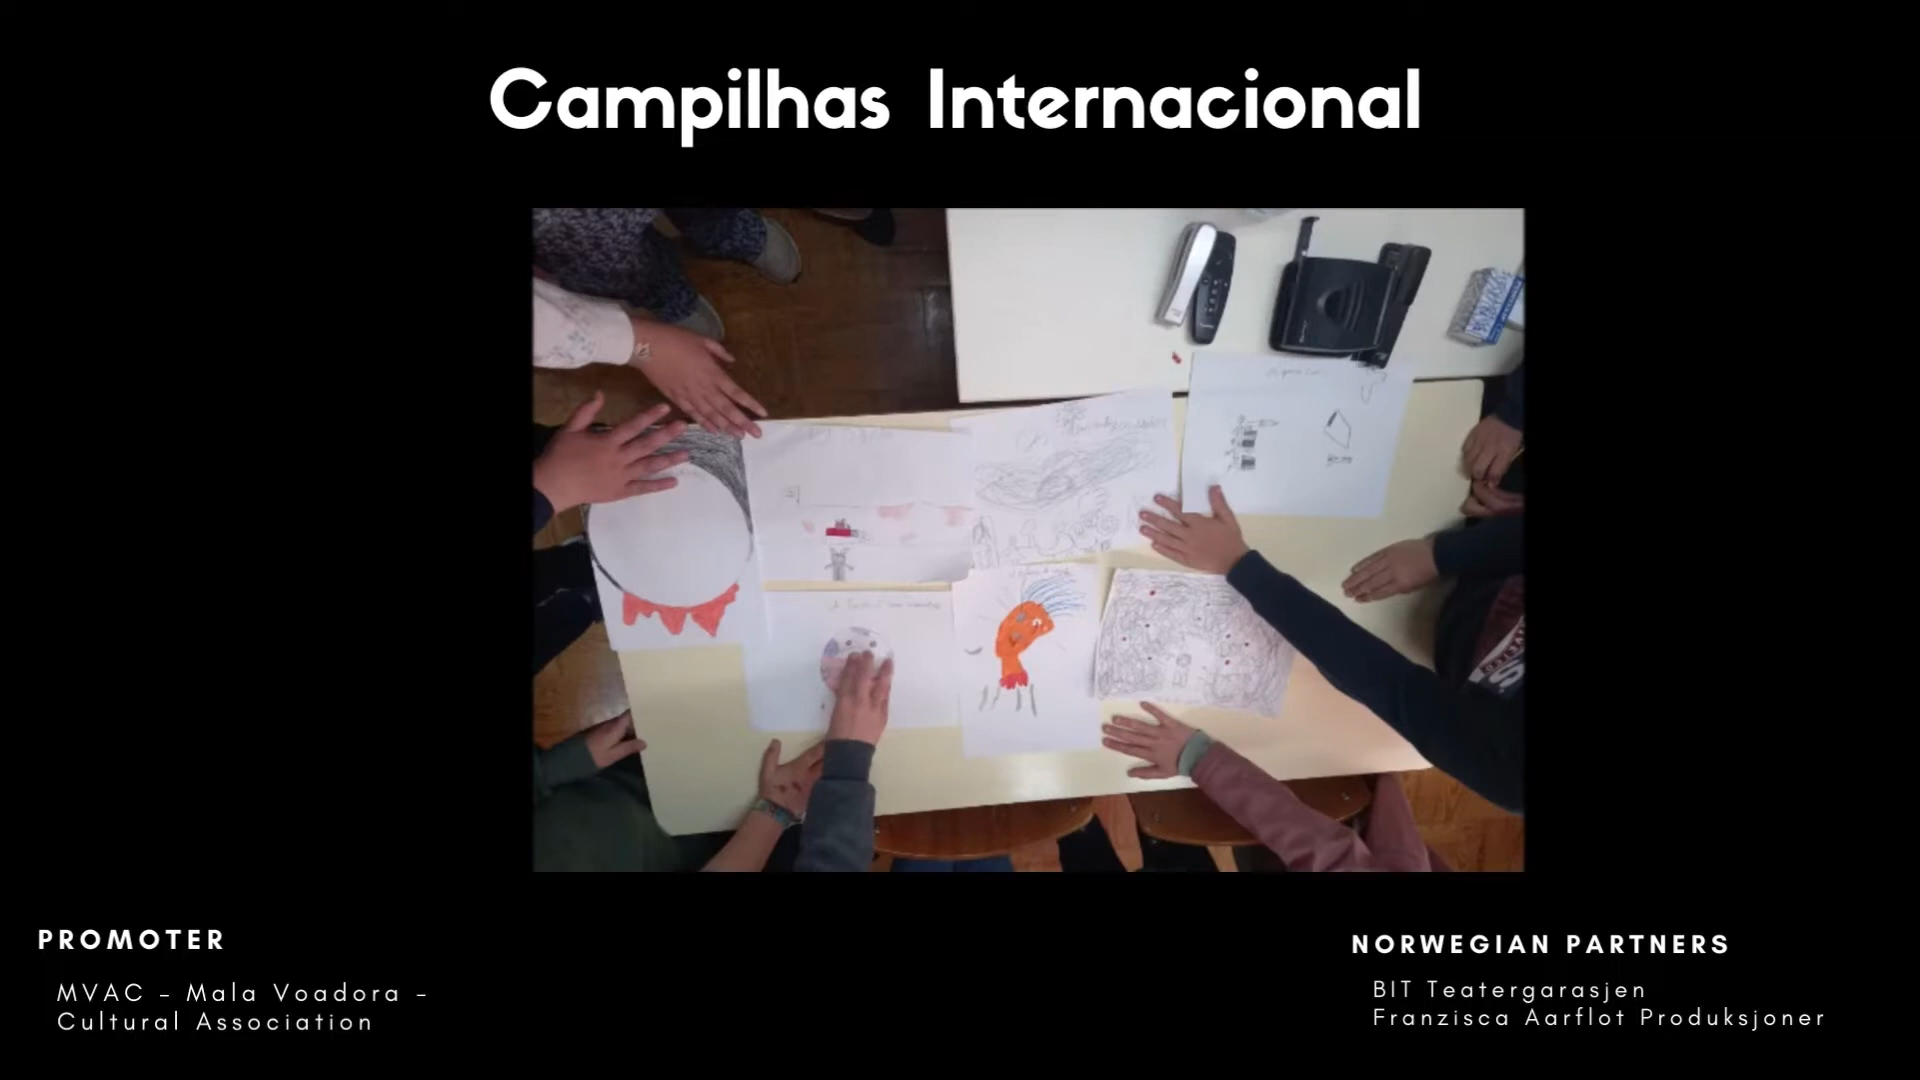 Campilhas Internacional
PROMOTER
MVAC - Mala Voadora -
Cultural Association
NORWEGIAN PARTNERS
BIT Teatergarasjen
Franzisca Aarflot Produksjoner